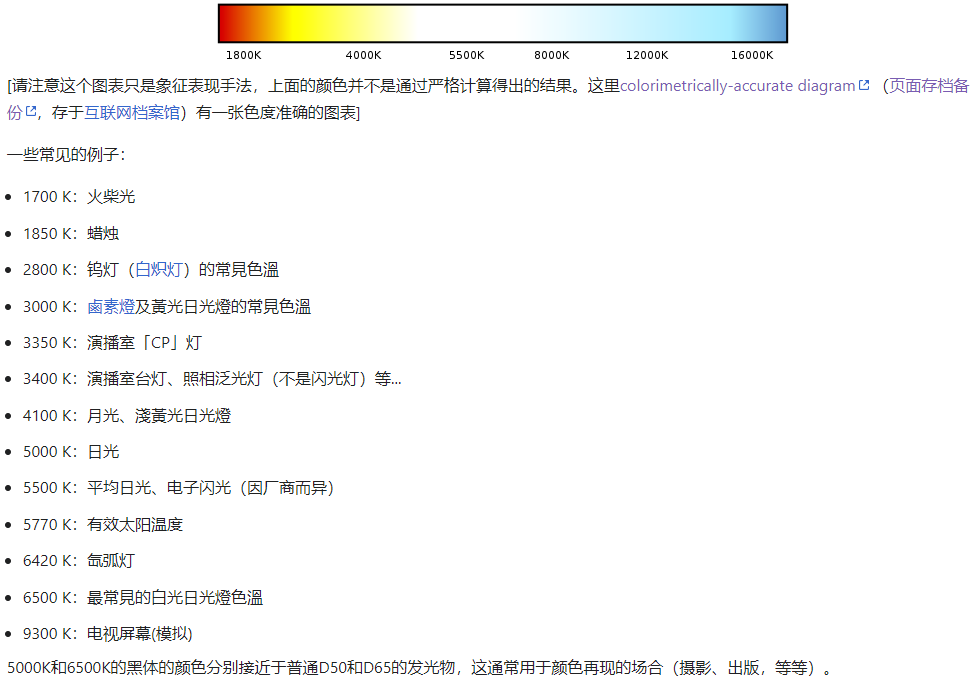 1800K 4000K 5500K 8000K 12000K 16000K
[请注意这个图表只是象征表现手法，上面的颜色并不是通过严格计算得出的结果。这里colorimetrically-accurate diagram（页面存档备
份，存于互联网档案馆）有一张色度准确的图表]
一些常见的例子：
1700 K：火柴光
1850 K：蜡烛
2800 K：钨灯（白炽灯）的常見色溫
3000 K：鹵素燈及黃光日光燈的常見色溫
3350 K：演播室「CP」灯
3400 K：演播室台灯、照相泛光灯（不是闪光灯）等...
4100 K：月光、淺黃光日光燈
5000 K：日光
5500 K：平均日光、电子闪光（因厂商而异）
5770 K：有效太阳温度
6420 K：氙弧灯
6500 K：最常見的白光日光燈色溫
9300 K：电视屏幕(模拟)
5000K和6500K的黑体的颜色分别接近于普通D50和D65的发光物，这通常用于颜色再现的场合（摄影、出版，等等）。